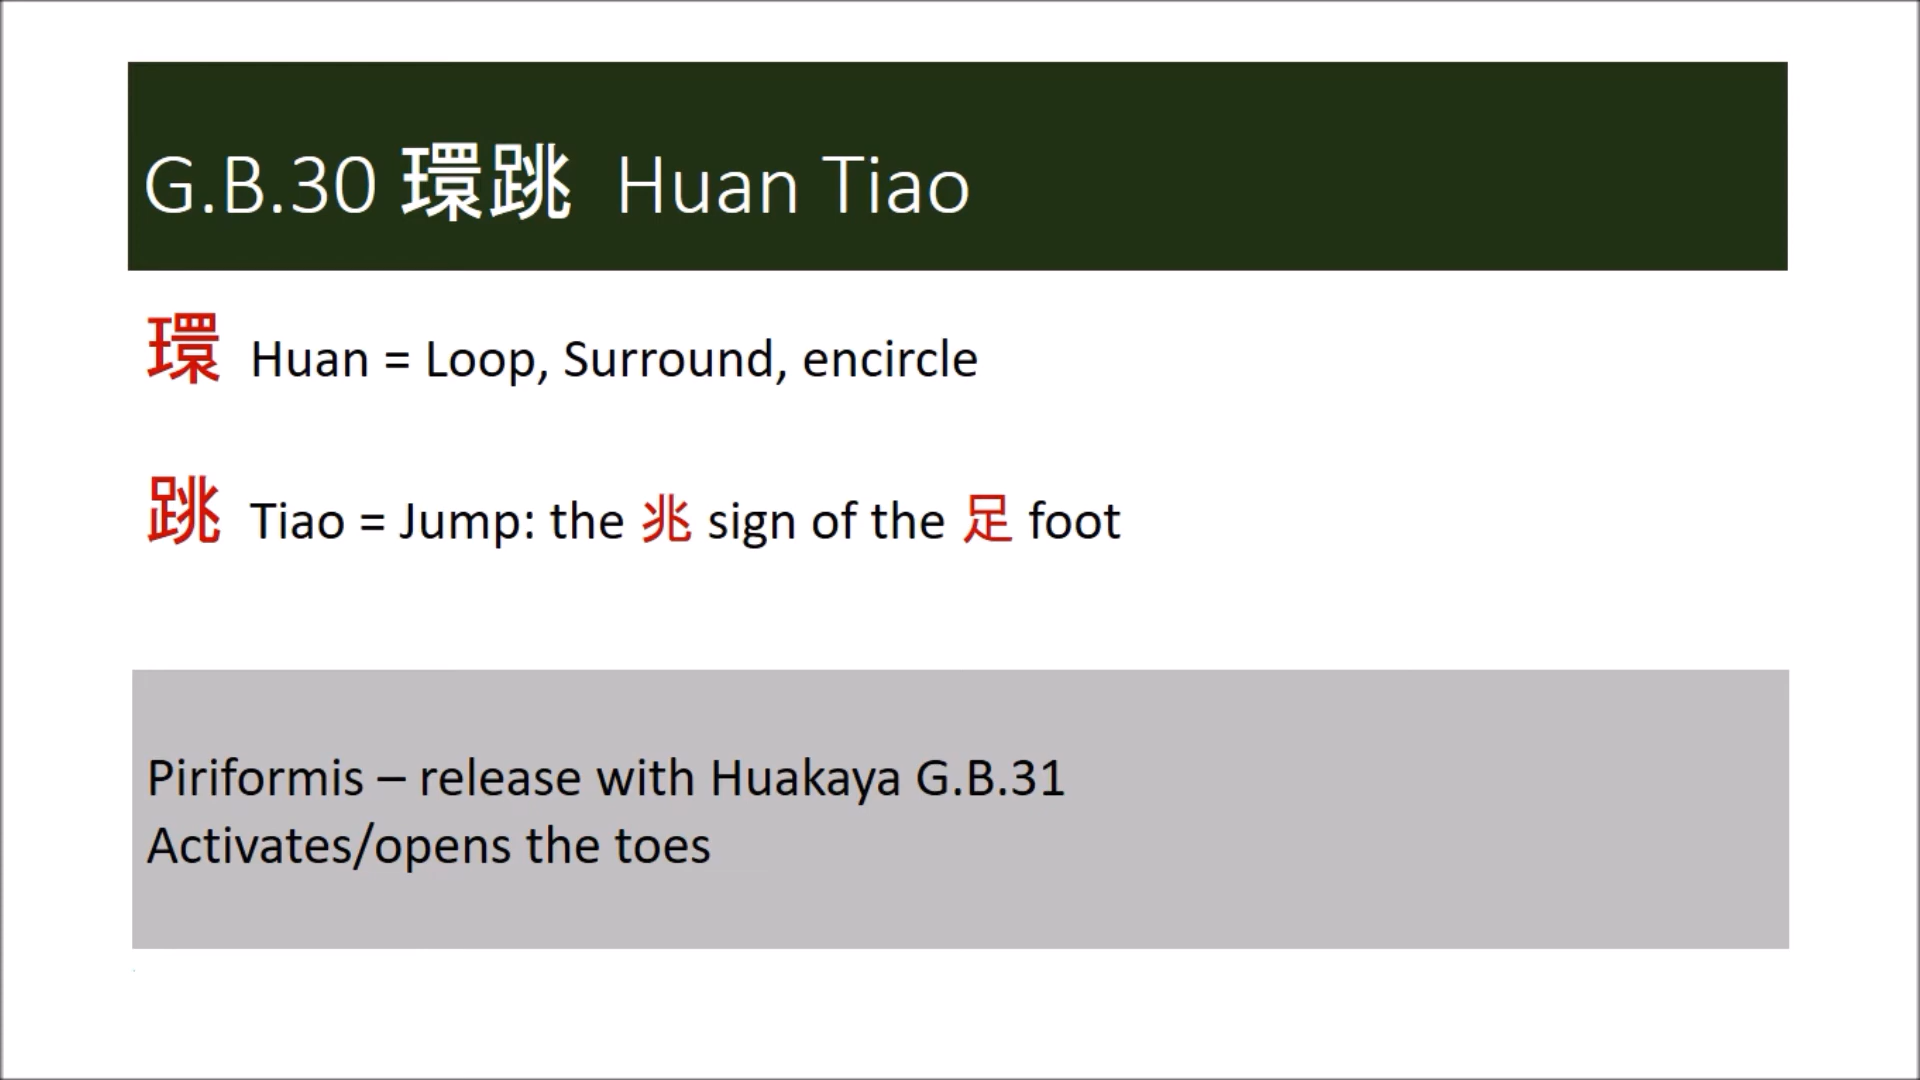 G.B.30 環跳 Huan Tiao
環 Huan = Loop, Surround, encircle
跳 Tiao = Jump: the 兆 sign of the 足 foot
Piriformis – release with Huakaya G.B.31
Activates/opens the toes